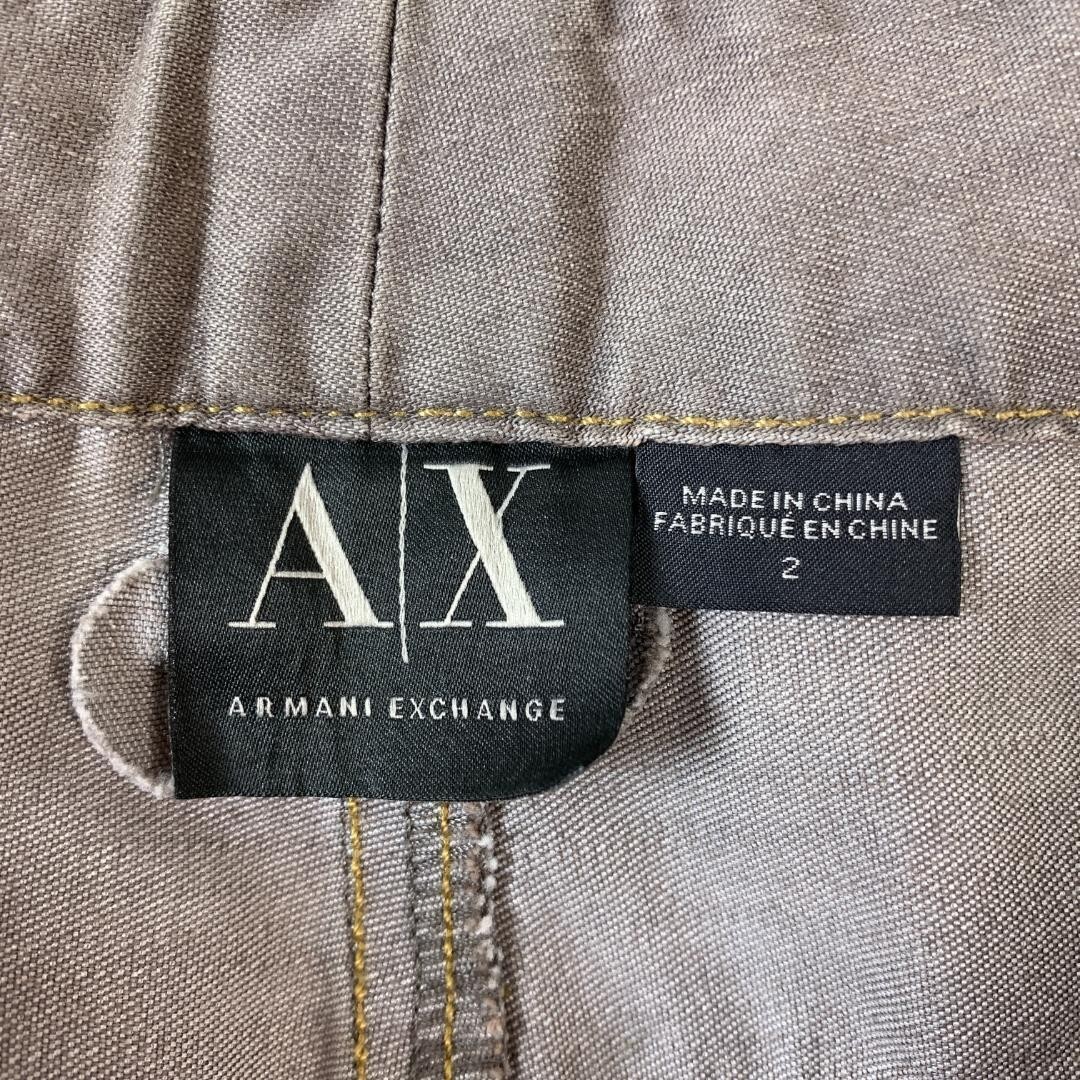 A|X
ARMANI EXCHANGE
MADE IN CHINA
FABRIQUÉ EN CHINE
2